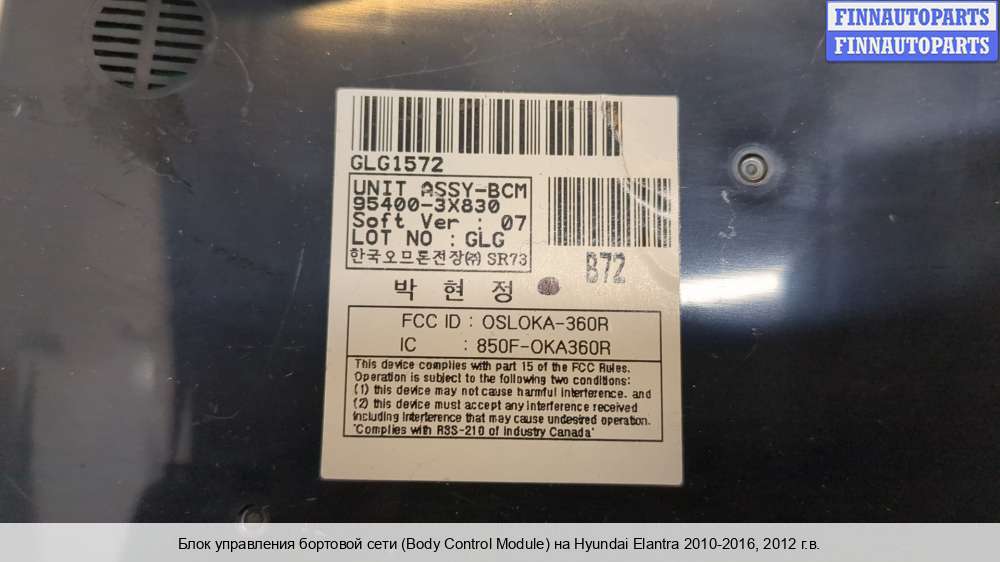 FINNAUTOPARTS
FINNAUTOPARTS
GLG1572
UNIT ASSY-BCM
95400-3X830
Soft Ver : 07
LOT NO : GLG
한국오므론전장㈜ SR73
B72
박 현 정
FCC ID : OSLOKA-360R
IC : 850F-OKA360R
This device complies with part 15 of the FCC Rules.
Operation is subject to the following two conditions:
(1) this device may not cause harmful interference. and
(2) this device must accept any interference received
including interference that may cause undesired operation.
"Complies with RSS-210 of Industry Canada"
Блок управления бортовой сети (Body Control Module) на Hyundai Elantra 2010-2016, 2012 г.в.